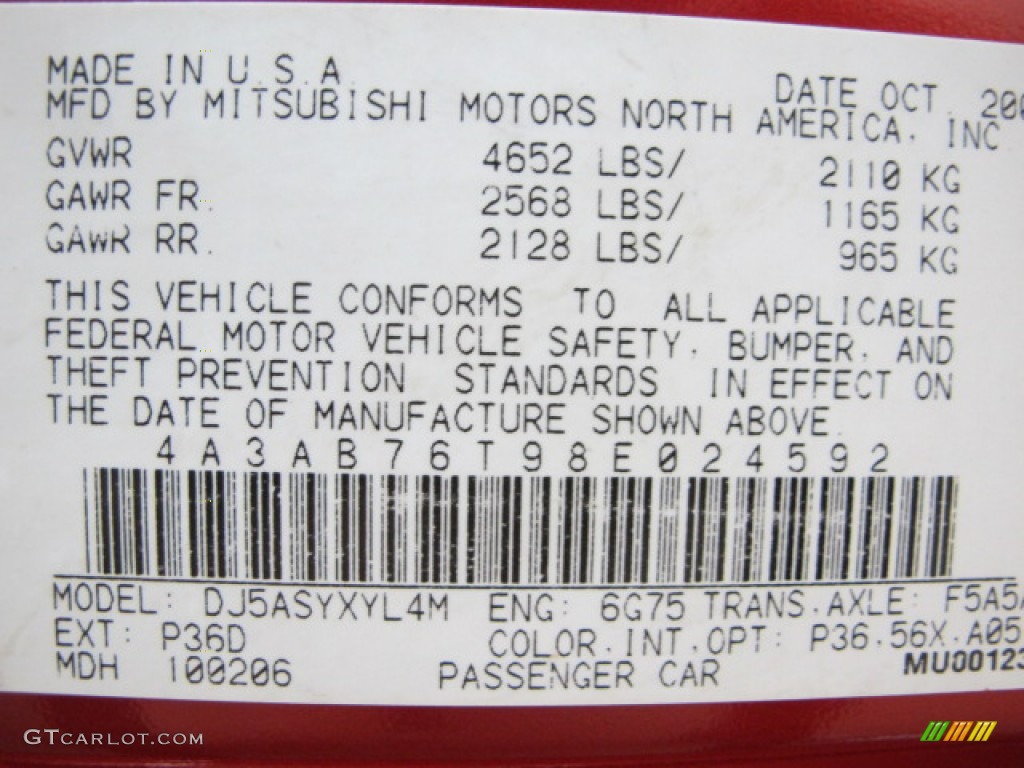 MADE IN U.S.A. DATE OCT. 200
MFD BY MITSUBISHI MOTORS NORTH AMERICA, INC
GVWR 4652 LBS/ 2110 KG
GAWR FR. 2568 LBS/ 1165 KG
GAWR RR. 2128 LBS/ 965 KG
THIS VEHICLE CONFORMS TO ALL APPLICABLE
FEDERAL MOTOR VEHICLE SAFETY, BUMPER, AND
THEFT PREVENTION STANDARDS IN EFFECT ON
THE DATE OF MANUFACTURE SHOWN ABOVE.
4A3AB76T98E024592
MODEL: DJ5ASYXYL4M ENG: 6G75 TRANS.AXLE: F5A5
EXT: P36D COLOR.INT.OPT: P36.56X.A05
MDH 100206 PASSENGER CAR MU00123
GTCARLOT.COM